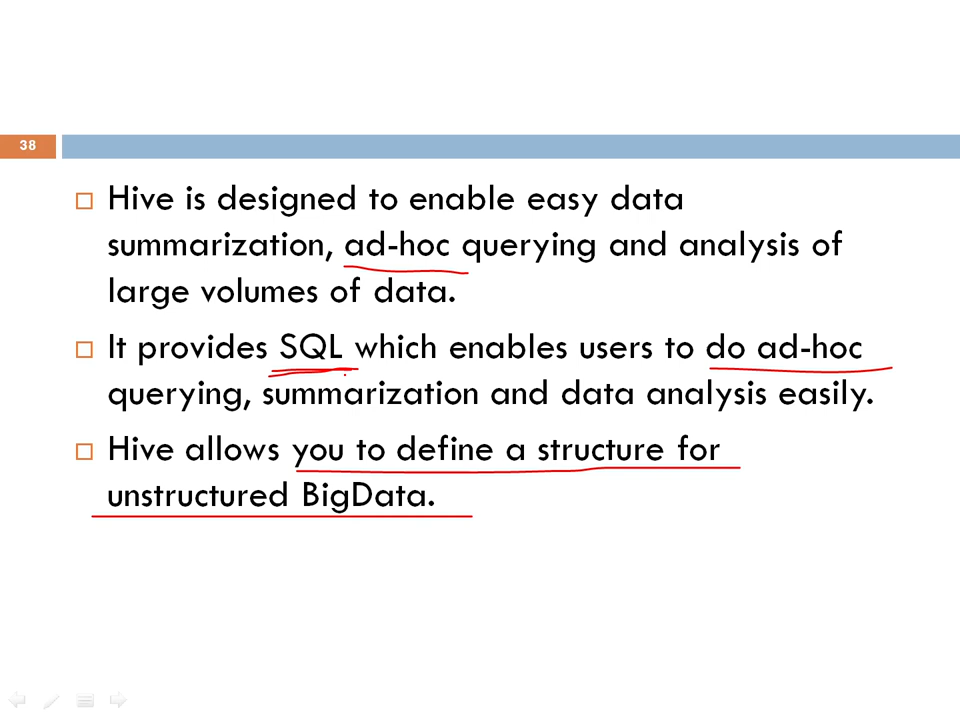 38
Hive is designed to enable easy data
summarization, ad-hoc querying and analysis of
large volumes of data.
It provides SQL which enables users to do ad-hoc
querying, summarization and data analysis easily.
Hive allows you to define a structure for
unstructured BigData.